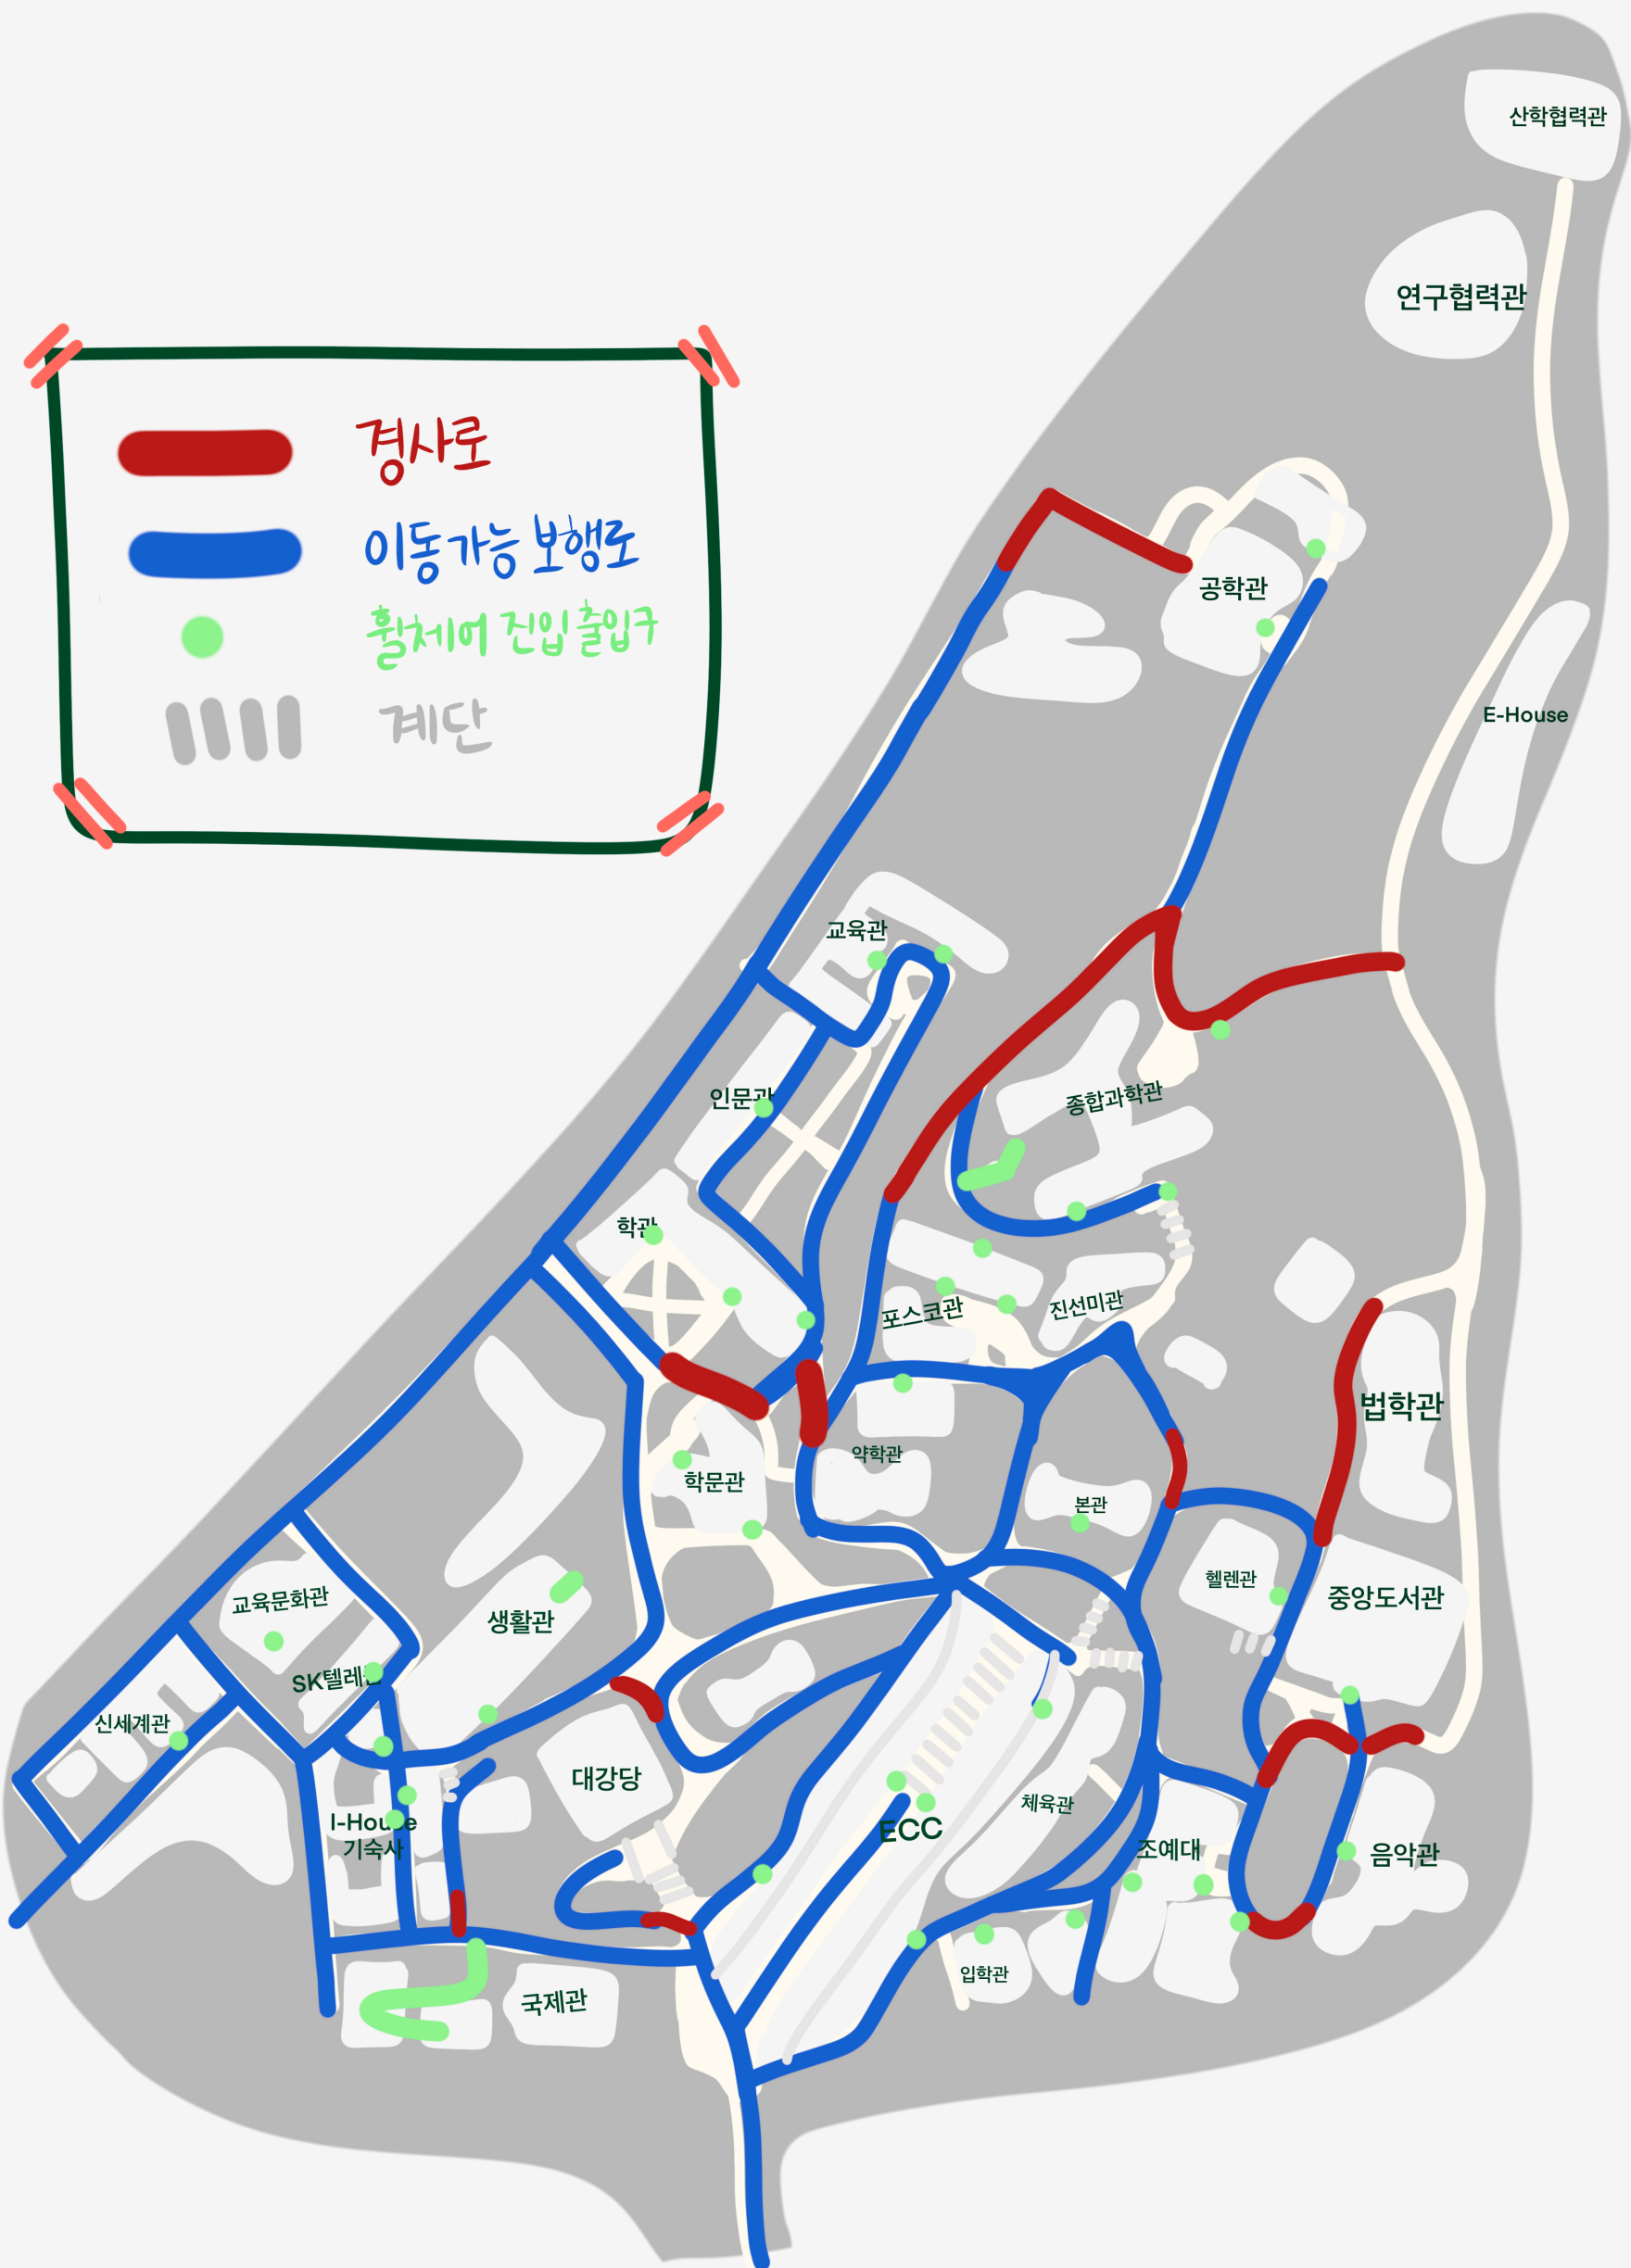 산학협력관
연구협력관
경사로
이동가능 보행로
휠체어 진입 출입구
계단
공학관
E-House
교육관
인문관
종합과학관
학관
포스코관
진선미관
법학관
약학관
학문관
본관
헬렌관
중앙도서관
교육문화관
생활관
SK텔레
신세계관
대강당
체육관
I-House
기숙사
ECC
조예대
음악관
입학관
국제관